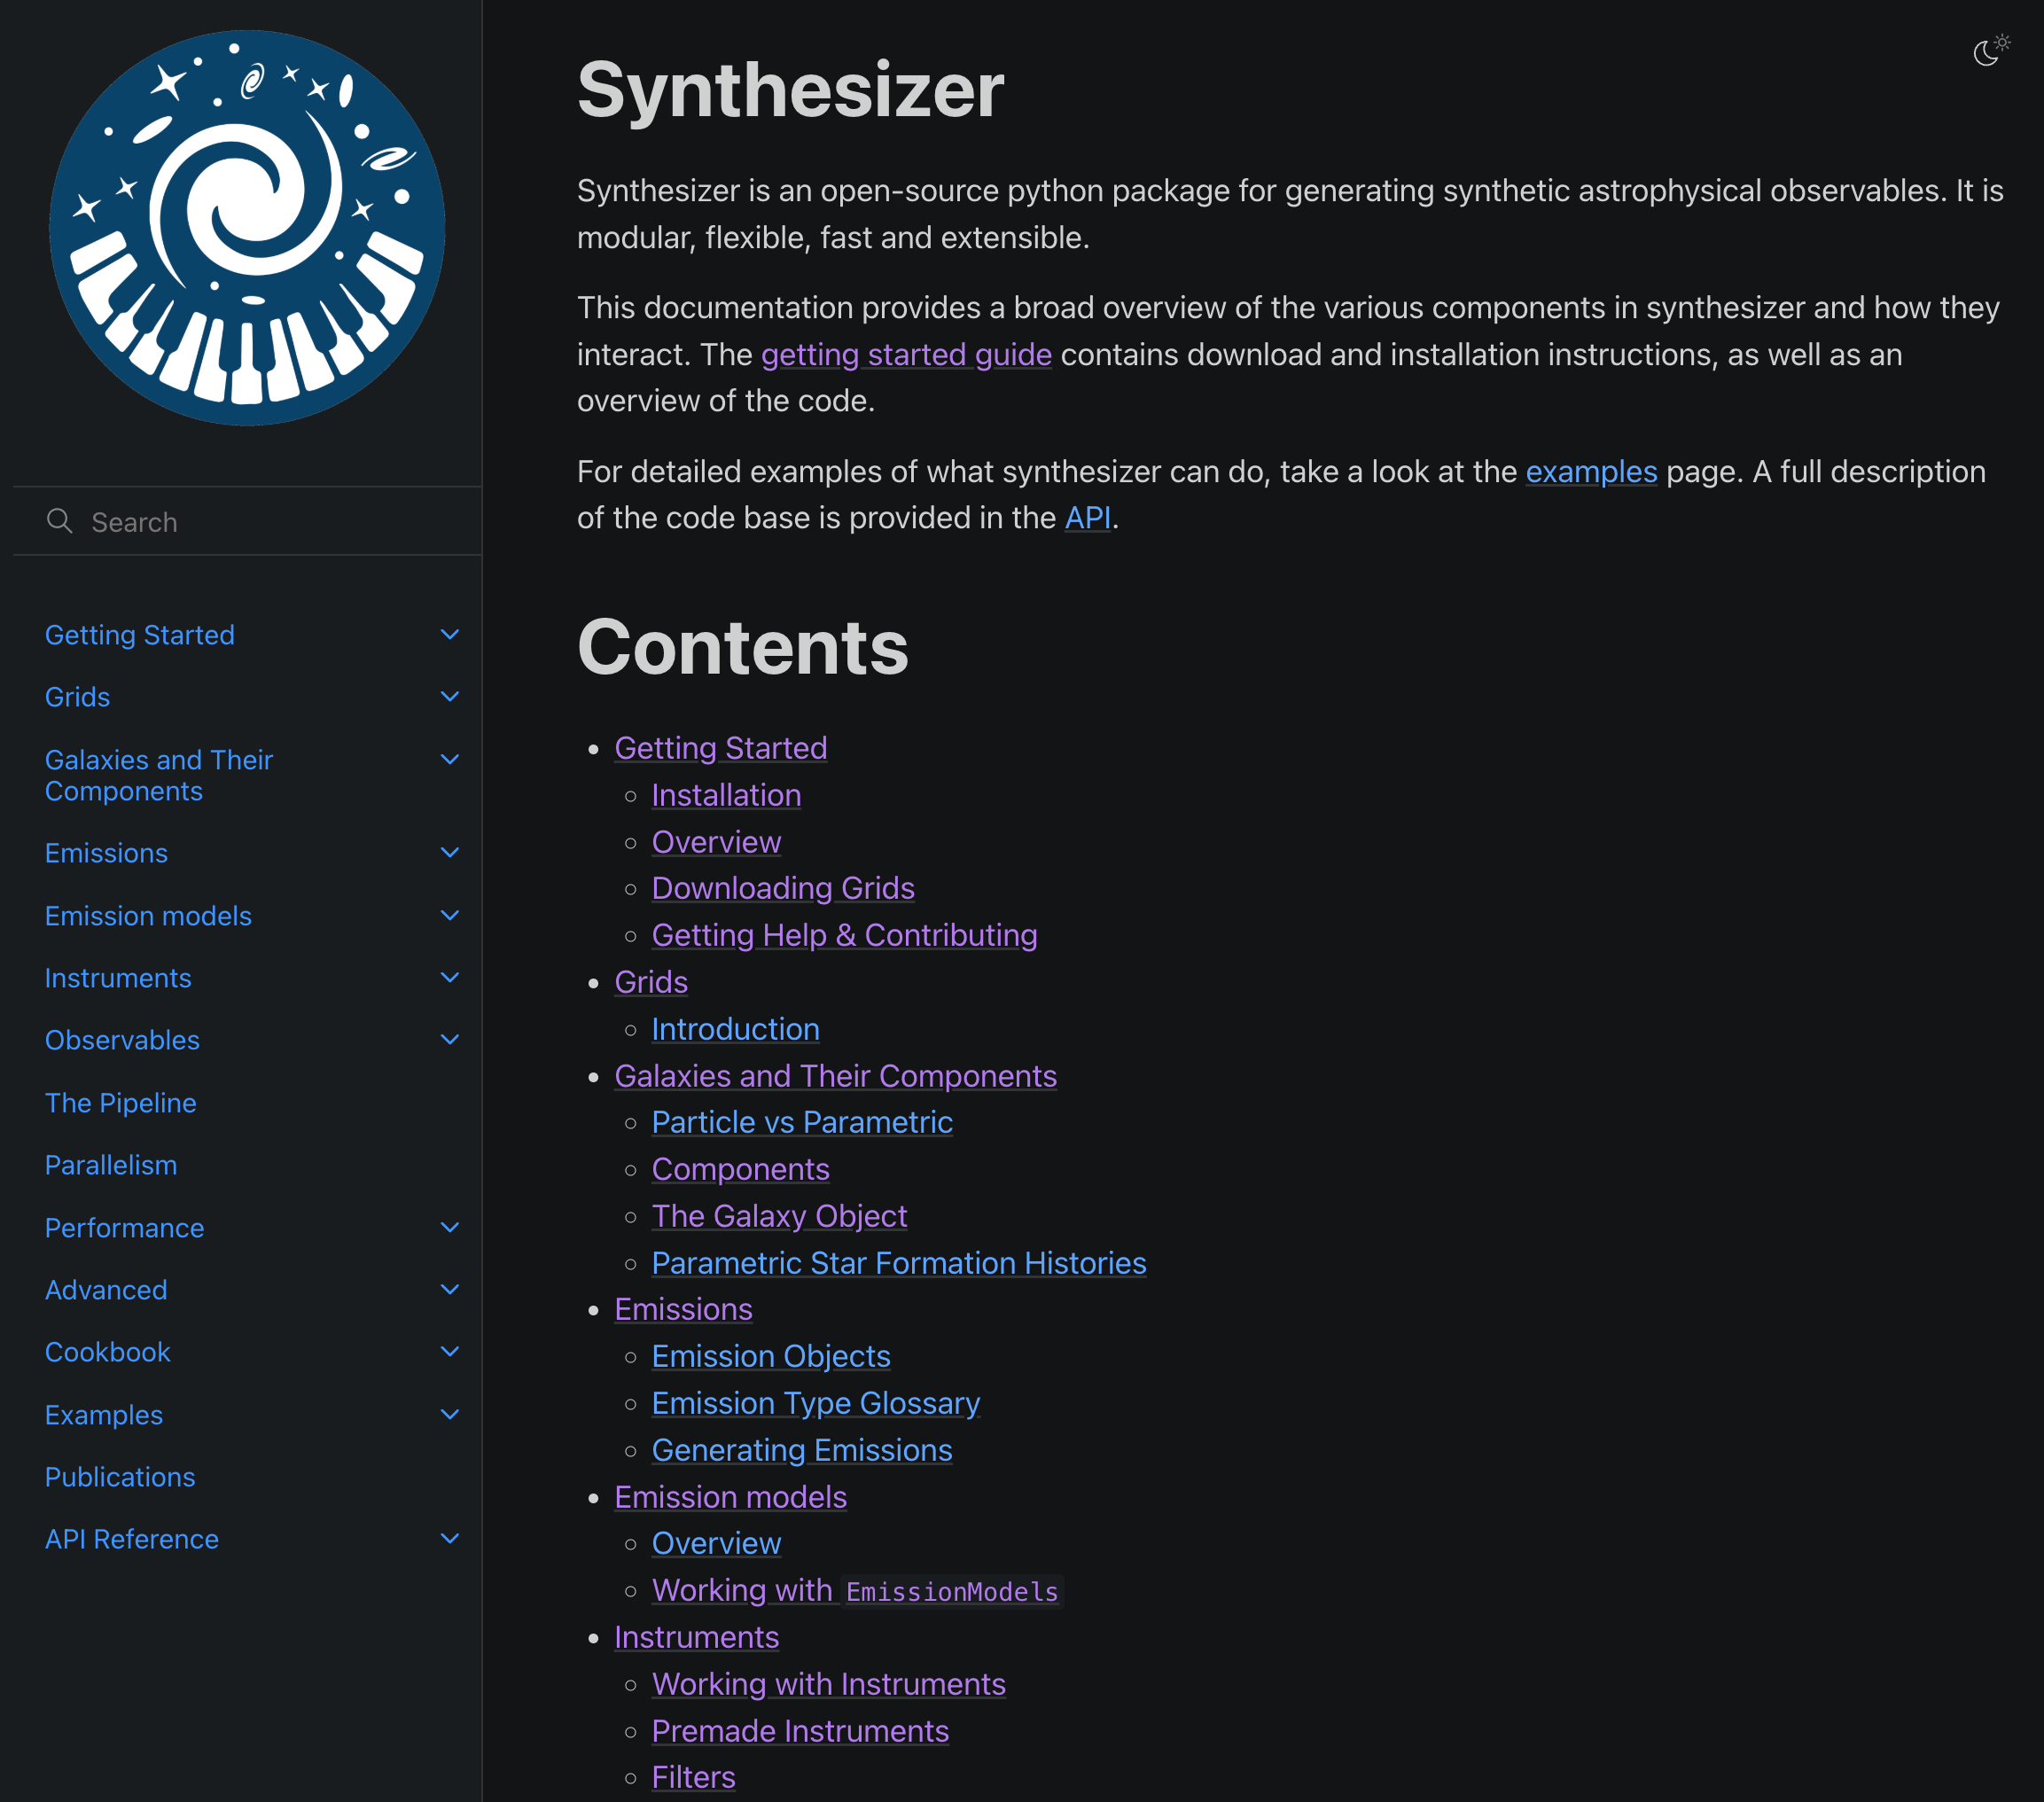 Search
Getting Started
Grids
Galaxies and Their
Components
Emissions
Emission models
Instruments
Observables
The Pipeline
Parallelism
Performance
Advanced
Cookbook
Examples
Publications
API Reference
Synthesizer
Synthesizer is an open-source python package for generating synthetic astrophysical observables. It is
modular, flexible, fast and extensible.
This documentation provides a broad overview of the various components in synthesizer and how they
interact. The getting started guide contains download and installation instructions, as well as an
overview of the code.
For detailed examples of what synthesizer can do, take a look at the examples page. A full description
of the code base is provided in the API.
Contents
Getting Started
Installation
Overview
Downloading Grids
Getting Help & Contributing
Grids
Introduction
Galaxies and Their Components
Particle vs Parametric
Components
The Galaxy Object
Parametric Star Formation Histories
Emissions
Emission Objects
Emission Type Glossary
Generating Emissions
Emission models
Overview
Working with EmissionModels
Instruments
Working with Instruments
Premade Instruments
Filters